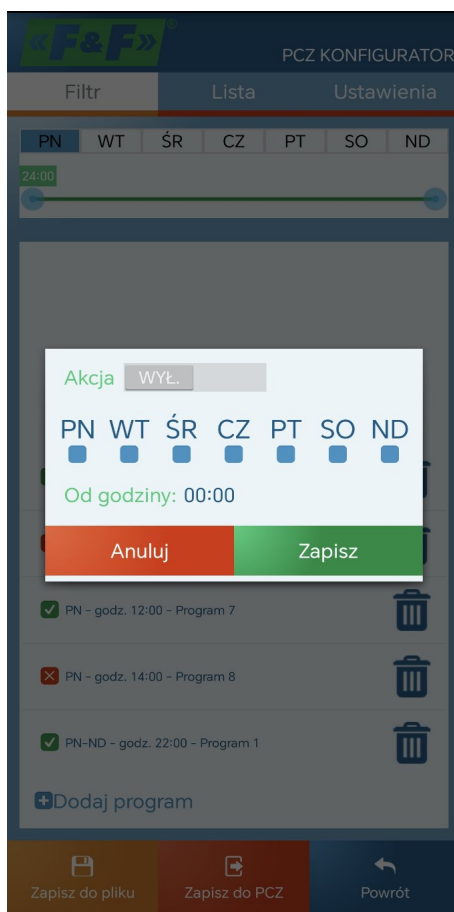 «F&F»®
PCZ KONFIGURATOR
Filtr Lista Ustawienia
PN WT ŚR CZ PT SO ND
24:00
Akcja WYŁ.
PN WT ŚR CZ PT SO ND
Od godziny: 00:00
Anuluj Zapisz
PN - godz. 12:00 - Program 7
PN - godz. 14:00 - Program 8
PN-ND - godz. 22:00 - Program 1
Dodaj program
Zapisz do pliku Zapisz do PCZ Powrót